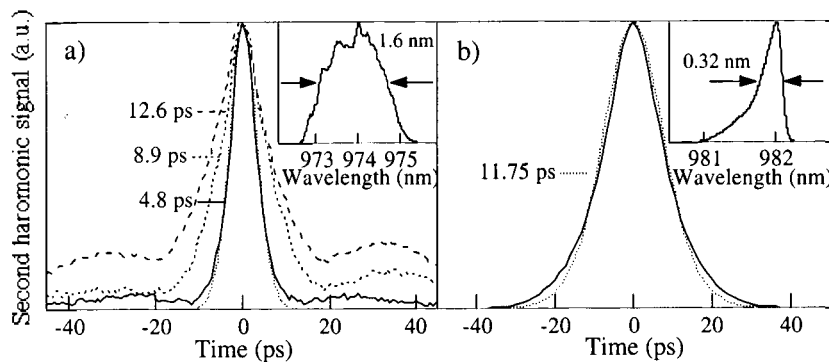 Second haromonic signal (a.u.)
a)
1.6 nm
12.6 ps
8.9 ps
4.8 ps
973 974 975
Wavelength (nm)
-40 -20 0 20 40
Time (ps)
b)
0.32 nm
11.75 ps
981 982
Wavelength (nm)
-40 -20 0 20 40
Time (ps)